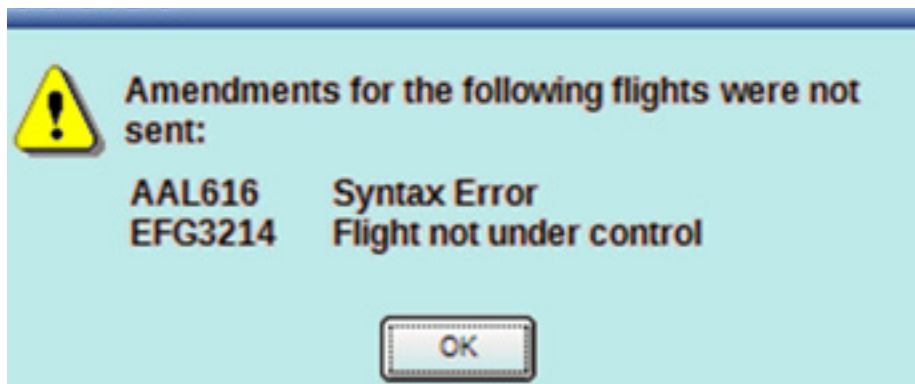 Amendments for the following flights were not
sent:
AAL616 Syntax Error
EFG3214 Flight not under control
OK